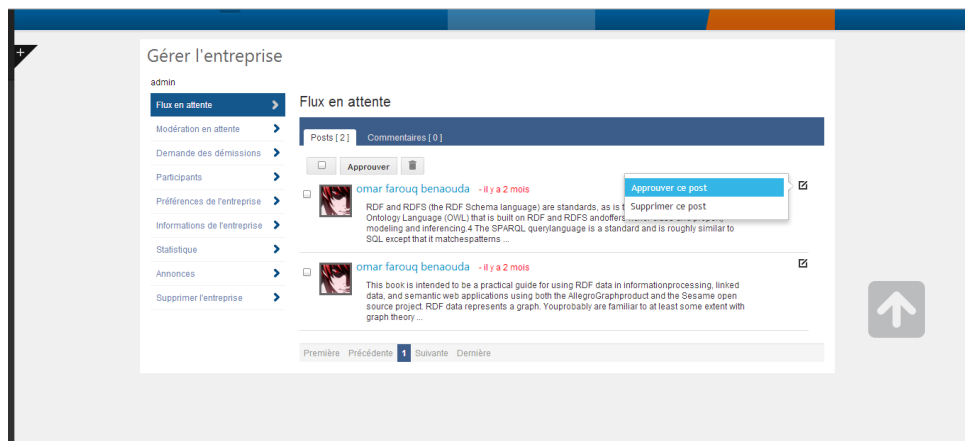 +
Gérer l'entreprise
admin
Flux en attente
Modération en attente
Demande des démissions
Participants
Préférences de l'entreprise
Informations de l'entreprise
Statistique
Annonces
Supprimer l'entreprise
Flux en attente
Posts [ 2 ] Commentaires [ 0 ]
Approuver
omar farouq benaouda - il y a 2 mois
RDF and RDFS (the RDF Schema language) are standards, as is
Ontology Language (OWL) that is built on RDF and RDFS andoffers
modeling and inferencing.4 The SPARQL querylanguage is a standard and is roughly similar to
SQL except that it matchespatterns ...
Approuver ce post
Supprimer ce post
omar farouq benaouda - il y a 2 mois
This book is intended to be a practical guide for using RDF data in informationprocessing, linked
data, and semantic web applications using both the AllegroGraphproduct and the Sesame open
source project. RDF data represents a graph. Youprobably are familiar to at least some extent with
graph theory ...
Première Précédente 1 Suivante Dernière